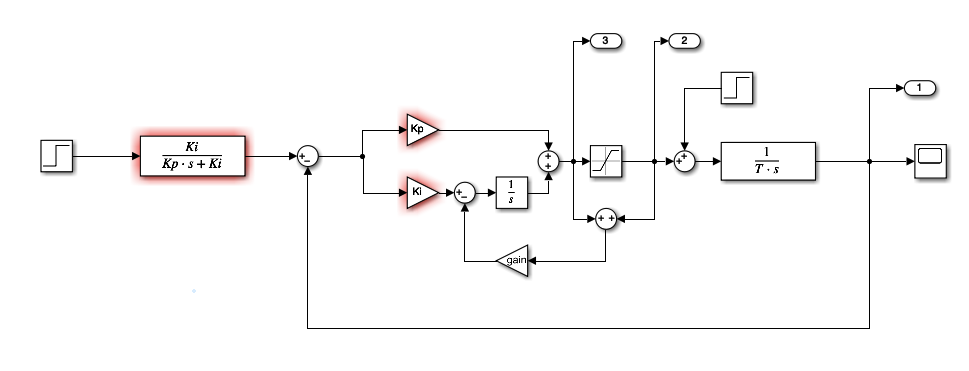 3
2
1
Kp
Ki
Kp · s + Ki
+
−
+
+
+
+
1
T · s
Ki
+
−
1
s
+ +
gain